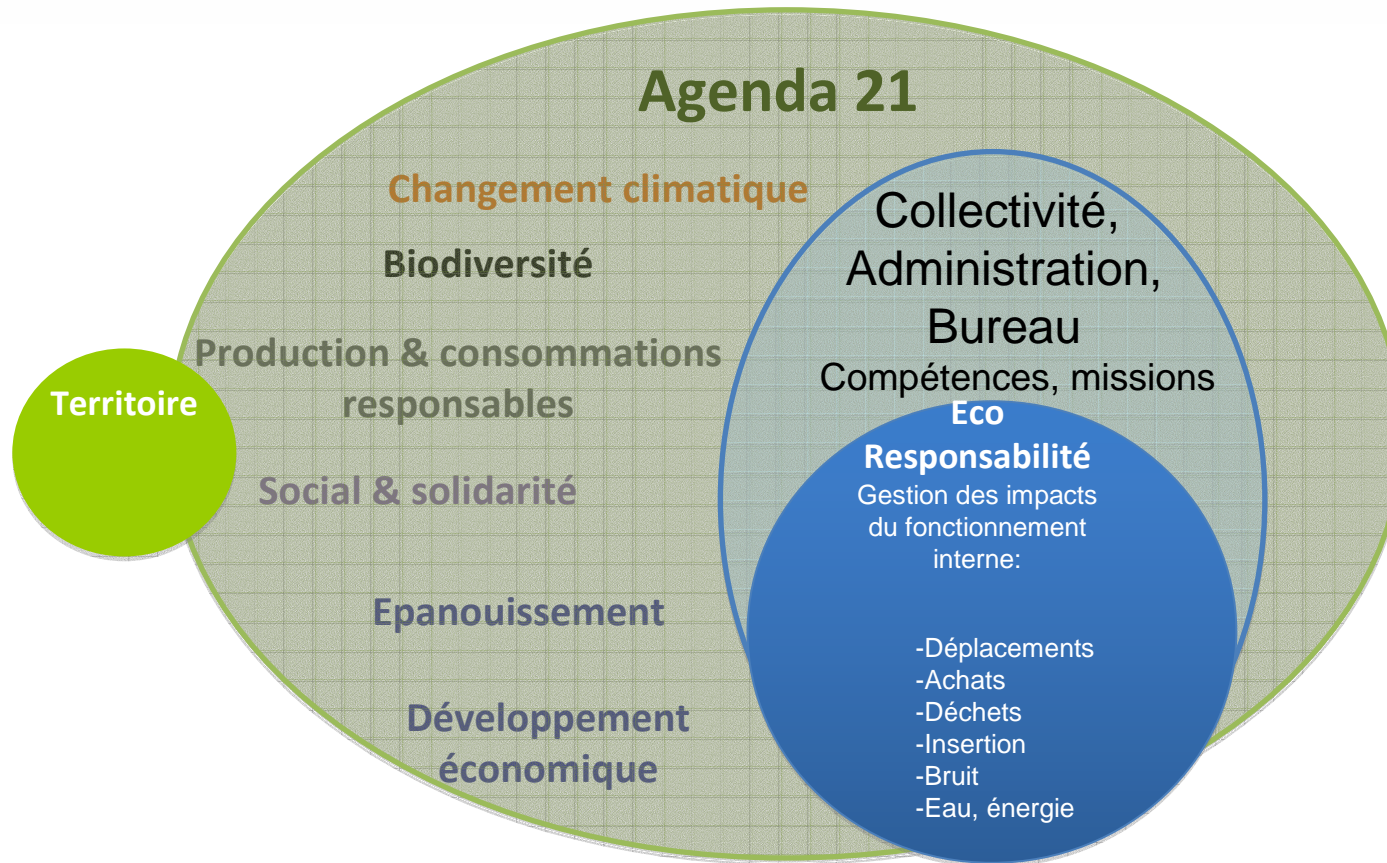 Agenda 21
Changement climatique
Biodiversité
Production & consommations
responsables
Social & solidarité
Epanouissement
Développement
économique
Territoire
Collectivité,
Administration,
Bureau
Compétences, missions
Eco
Responsabilité
Gestion des impacts
du fonctionnement
interne:
-Déplacements
-Achats
-Déchets
-Insertion
-Bruit
-Eau, énergie